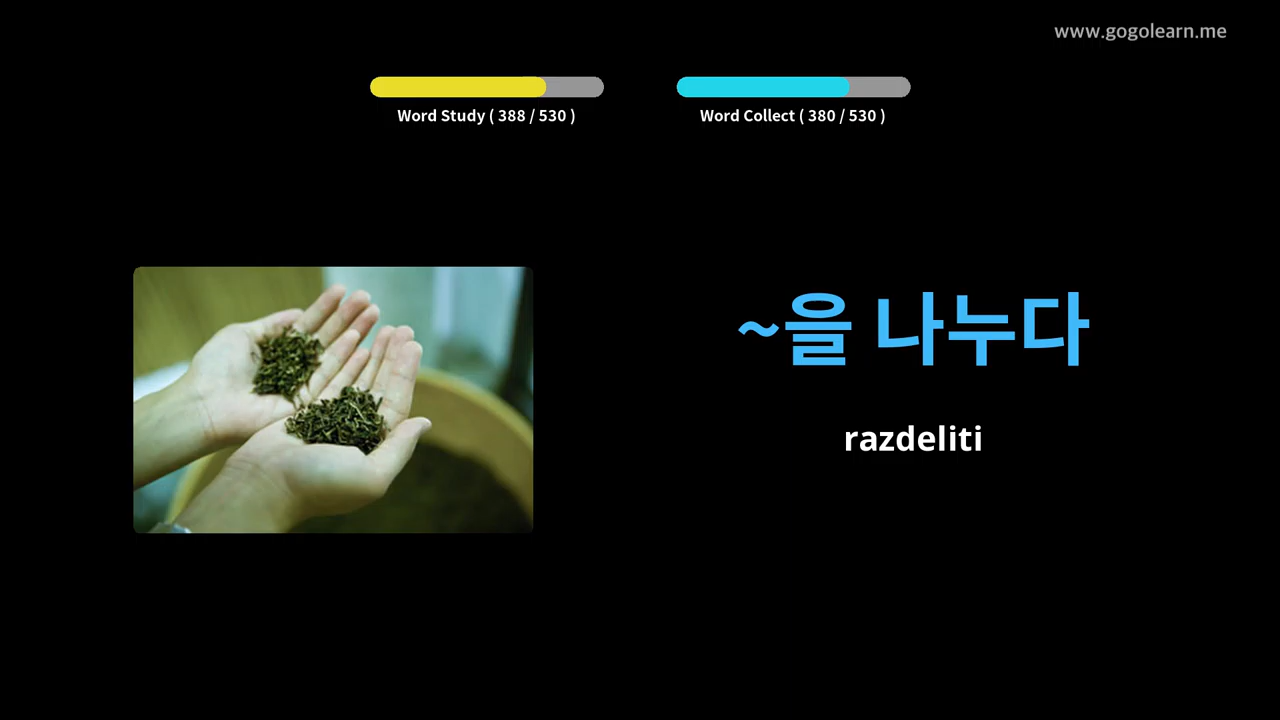 www.gogolearn.me
Word Study ( 388 / 530 )
Word Collect ( 380 / 530 )
~을 나누다
razdeliti